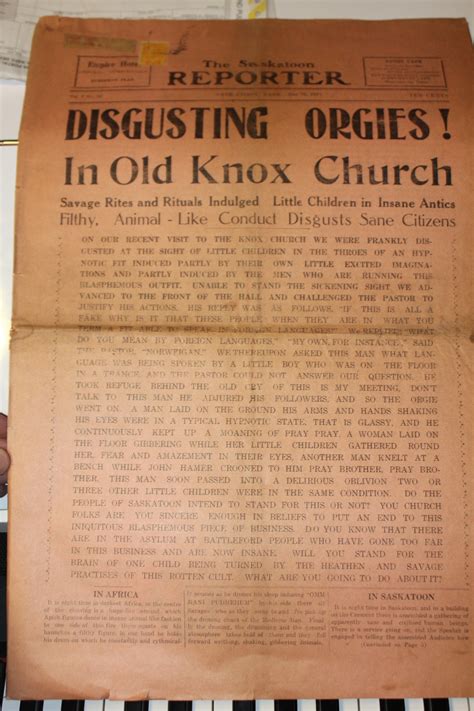 The Saskatoon
REPORTER
TEN CENTS
DISGUSTING ORGIES!
In Old Knox Church
Savage Rites and Rituals Indulged Little Children in Insane Antics
Filthy, Animal - Like Conduct Disgusts Sane Citizens
ON OUR RECENT VISIT TO THE KNOX CHURCH WE WERE FRANKLY DIS-
GUSTED AT THE SIGHT OF LITTLE CHILDREN IN THE THROES OF AN HYP-
NOTIC FIT INDUCED PARTLY BY THEIR OWN LITTLE EXCITED IMAGI-
NATIONS AND PARTLY INDUCED BY THE MEN WHO ARE RUNNING THE
BLASPHEMOUS OUTFIT. UNABLE TO STAND THE SICKENING SIGHT WE AD-
VANCED TO THE FRONT OF THE HALL AND CHALLENGED THE PASTOR TO
JUSTIFY HIS ACTIONS. HIS REPLY WAS AS FOLLOWS. "IF THIS IS ALL A
FAKE WHY IS IT THAT THESE PEOPLE WHEN THEY ARE IN WHAT YOU
TERM A FIT ABLE TO SPEAK IN FOREIGN LANGUAGES?" WE REPLIED "WHAT
DO YOU MEAN BY FOREIGN LANGUAGES." "MY OWN, FOR INSTANCE," SAID
THE PASTOR, "NORWEIGAN." WE THEREUPON ASKED THIS MAN WHAT LAN-
GUAGE WAS BEING SPOKEN BY A LITTLE BOY WHO WAS ON THE FLOOR
IN A TRANCE, AND THE PASTOR COULD NOT ANSWER OUR QUESTION. HE
TOOK REFUGE BEHIND THE OLD CRY OF THIS IS MY MEETING, DON'T
TALK TO THIS MAN HE ADJURED HIS FOLLOWERS, AND SO THE ORGIE
WENT ON. A MAN LAID ON THE GROUND HIS ARMS AND HANDS SHAKING
HIS EYES WERE IN A TYPICAL HYPNOTIC STATE, THAT IS GLASSY, AND HE
CONTINUOUSLY KEPT UP A MOANING OF PRAY PRAY A WOMAN LAID ON
THE FLOOR GIBBERING WHILE HER LITTLE CHILDREN GATHERED ROUND
HER, FEAR AND AMAZEMENT IN THEIR EYES, ANOTHER MAN KNELT AT A
BENCH WHILE JOHN HAMER CROONED TO HIM PRAY BROTHER, PRAY BRO-
THER. THIS MAN SOON PASSED INTO A DELIRIOUS OBLIVION TWO OR
THREE OTHER LITTLE CHILDREN WERE IN THE SAME CONDITION. DO THE
PEOPLE OF SASKATOON INTEND TO STAND FOR THIS OR NOT? YOU CHURCH
FOLKS ARE YOU SINCERE ENOUGH IN BELIEFS TO PUT AN END TO THIS
INIQUITOUS BLASPHEMOUS PIECE OF BUSINESS. DO YOU KNOW THAT THERE
ARE IN THE ASYLUM AT BATTLEFORD PEOPLE WHO HAVE GONE TOO FAR
IN THIS BUSINESS AND ARE NOW INSANE. WILL YOU STAND FOR THE
BRAIN OF ONE CHILD BEING TURNED BY THE HEATHEN AND SAVAGE
PRACTISES OF THIS ROTTEN CULT. WHAT ARE YOU GOING TO DO ABOUT IT?
IN AFRICA
IN SASKATOON